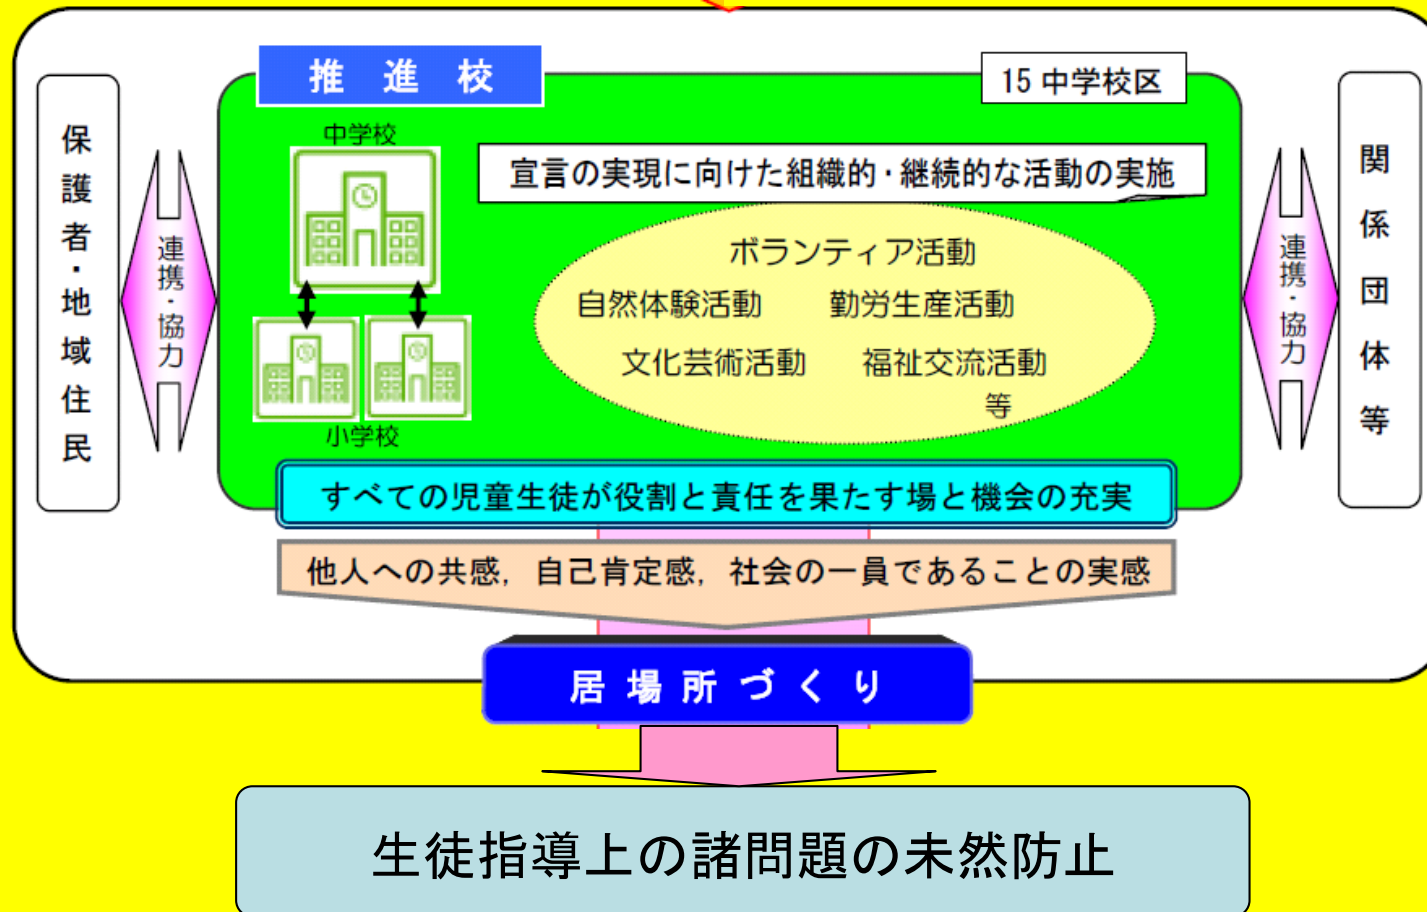 推進校
15中学校区
保護者・地域住民
連携・協力
中学校
小学校
宣言の実現に向けた組織的・継続的な活動の実施
ボランティア活動
自然体験活動 勤労生産活動
文化芸術活動 福祉交流活動
等
連携・協力
関係団体等
すべての児童生徒が役割と責任を果たす場と機会の充実
他人への共感，自己肯定感，社会の一員であることの実感
居場所づくり
生徒指導上の諸問題の未然防止